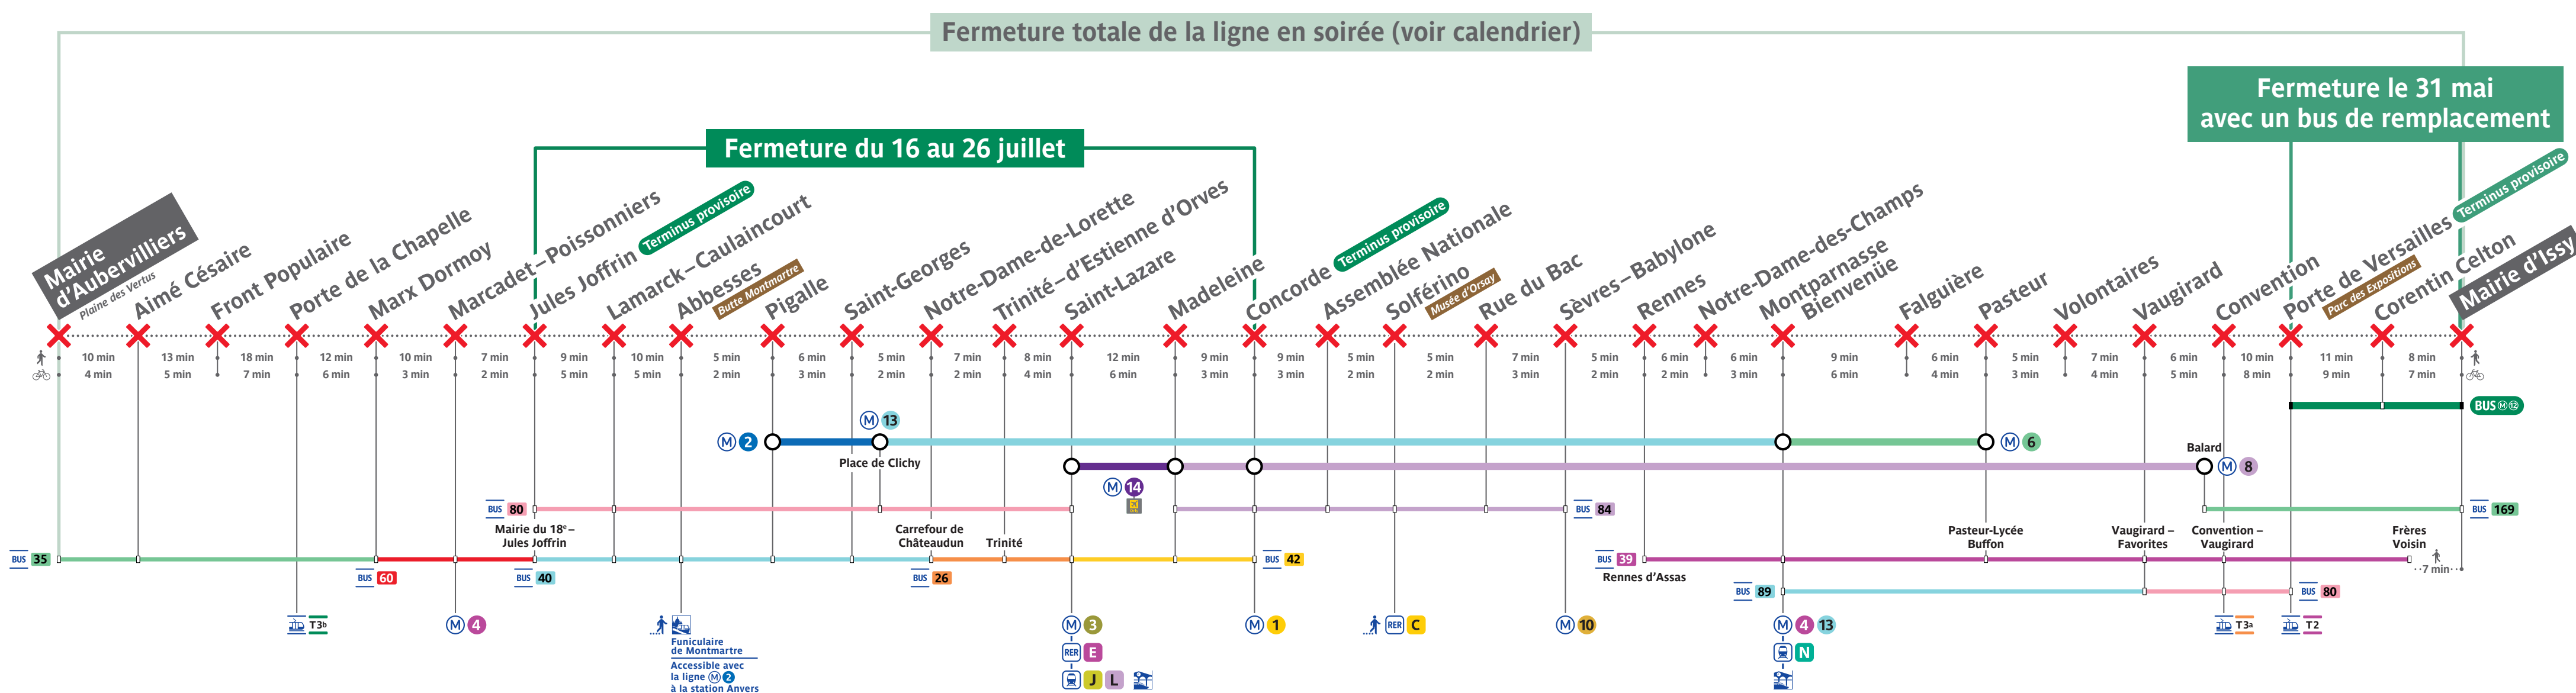 Fermeture totale de la ligne en soirée (voir calendrier)
Fermeture le 31 mai
avec un bus de remplacement
Fermeture du 16 au 26 juillet
Mairie
d'Aubervilliers
Plaine des Vertus
Aimé Césaire
Front Populaire
Porte de la Chapelle
Marx Dormoy
Marcadet–Poissonniers
Jules Joffrin
Terminus provisoire
Lamarck–Caulaincourt
Abbesses
Butte Montmartre
Pigalle
Saint-Georges
Notre-Dame-de-Lorette
Trinité–d'Estienne d'Orves
Saint-Lazare
Madeleine
Concorde
Terminus provisoire
Assemblée Nationale
Solférino
Musée d'Orsay
Rue du Bac
Sèvres–Babylone
Rennes
Notre-Dame-des-Champs
Montparnasse
Bienvenüe
Falguière
Pasteur
Volontaires
Vaugirard
Convention
Porte de Versailles
Terminus provisoire
Parc des Expositions
Corentin Celton
Mairie d'Issy
10 min 13 min 18 min 12 min 10 min 7 min 9 min 10 min 5 min 6 min 5 min 7 min 8 min 12 min 9 min 9 min 5 min 5 min 7 min 5 min 6 min 6 min 9 min 6 min 5 min 7 min 6 min 10 min 11 min 8 min
4 min 5 min 7 min 6 min 3 min 2 min 5 min 5 min 2 min 3 min 2 min 2 min 4 min 6 min 3 min 3 min 2 min 2 min 3 min 2 min 2 min 3 min 6 min 4 min 3 min 4 min 5 min 8 min 9 min 7 min
BUS M 12
M 13
M 2
M 6
Place de Clichy
Balard
M 8
M 14
BUS 80
BUS 84
BUS 169
Mairie du 18e–
Jules Joffrin
Carrefour de
Châteaudun
Trinité
Pasteur-Lycée
Buffon
Vaugirard –
Favorites
Convention –
Vaugirard
Frères
Voisin
BUS 35
BUS 42
BUS 39
7 min
BUS 60
BUS 40
BUS 26
Rennes d'Assas
BUS 89
BUS 80
T3b
M 4
M 3
M 1
RER C
M 10
M 4 13
T3a
T2
Funiculaire
de Montmartre
Accessible avec
la ligne M 2
à la station Anvers
RER E
N
J L